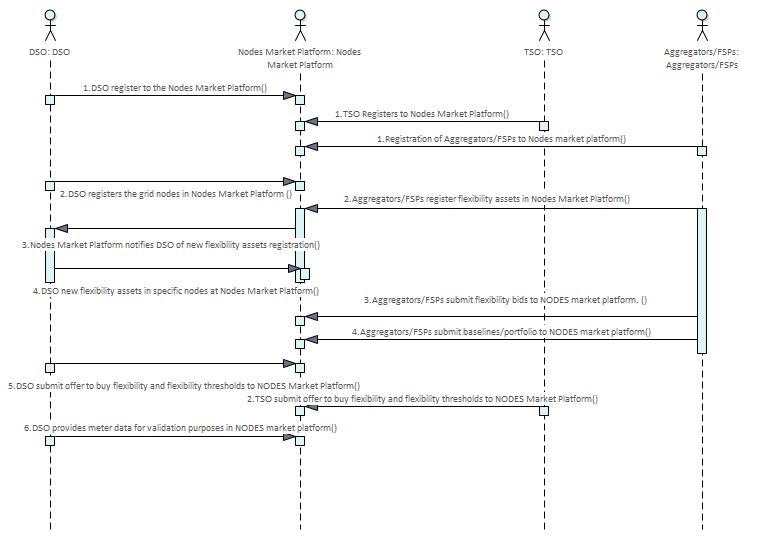 DSO: DSO
Nodes Market Platform: Nodes
Market Platform
TSO: TSO
Aggregators/FSPs:
Aggregators/FSPs
1.DSO register to the Nodes Market Platform()
1.TSO Registers to Nodes Market Platform()
1.Registration of Aggregators/FSPs to Nodes market platform()
2.DSO registers the grid nodes in Nodes Market Platform ()
2.Aggregators/FSPs register flexibility assets in Nodes Market Platform()
3.Nodes Market Platform notifies DSO of new flexibility assets registration()
4.DSO new flexibility assets in specific nodes at Nodes Market Platform()
3.Aggregators/FSPs submit flexibility bids to NODES market platform. ()
4.Aggregators/FSPs submit baselines/portfolio to NODES market platform()
5.DSO submit offer to buy flexibility and flexibility thresholds to NODES Market Platform()
2.TSO submit offer to buy flexibility and flexibility thresholds to NODES Market Platform()
6.DSO provides meter data for validation purposes in NODES market platform()